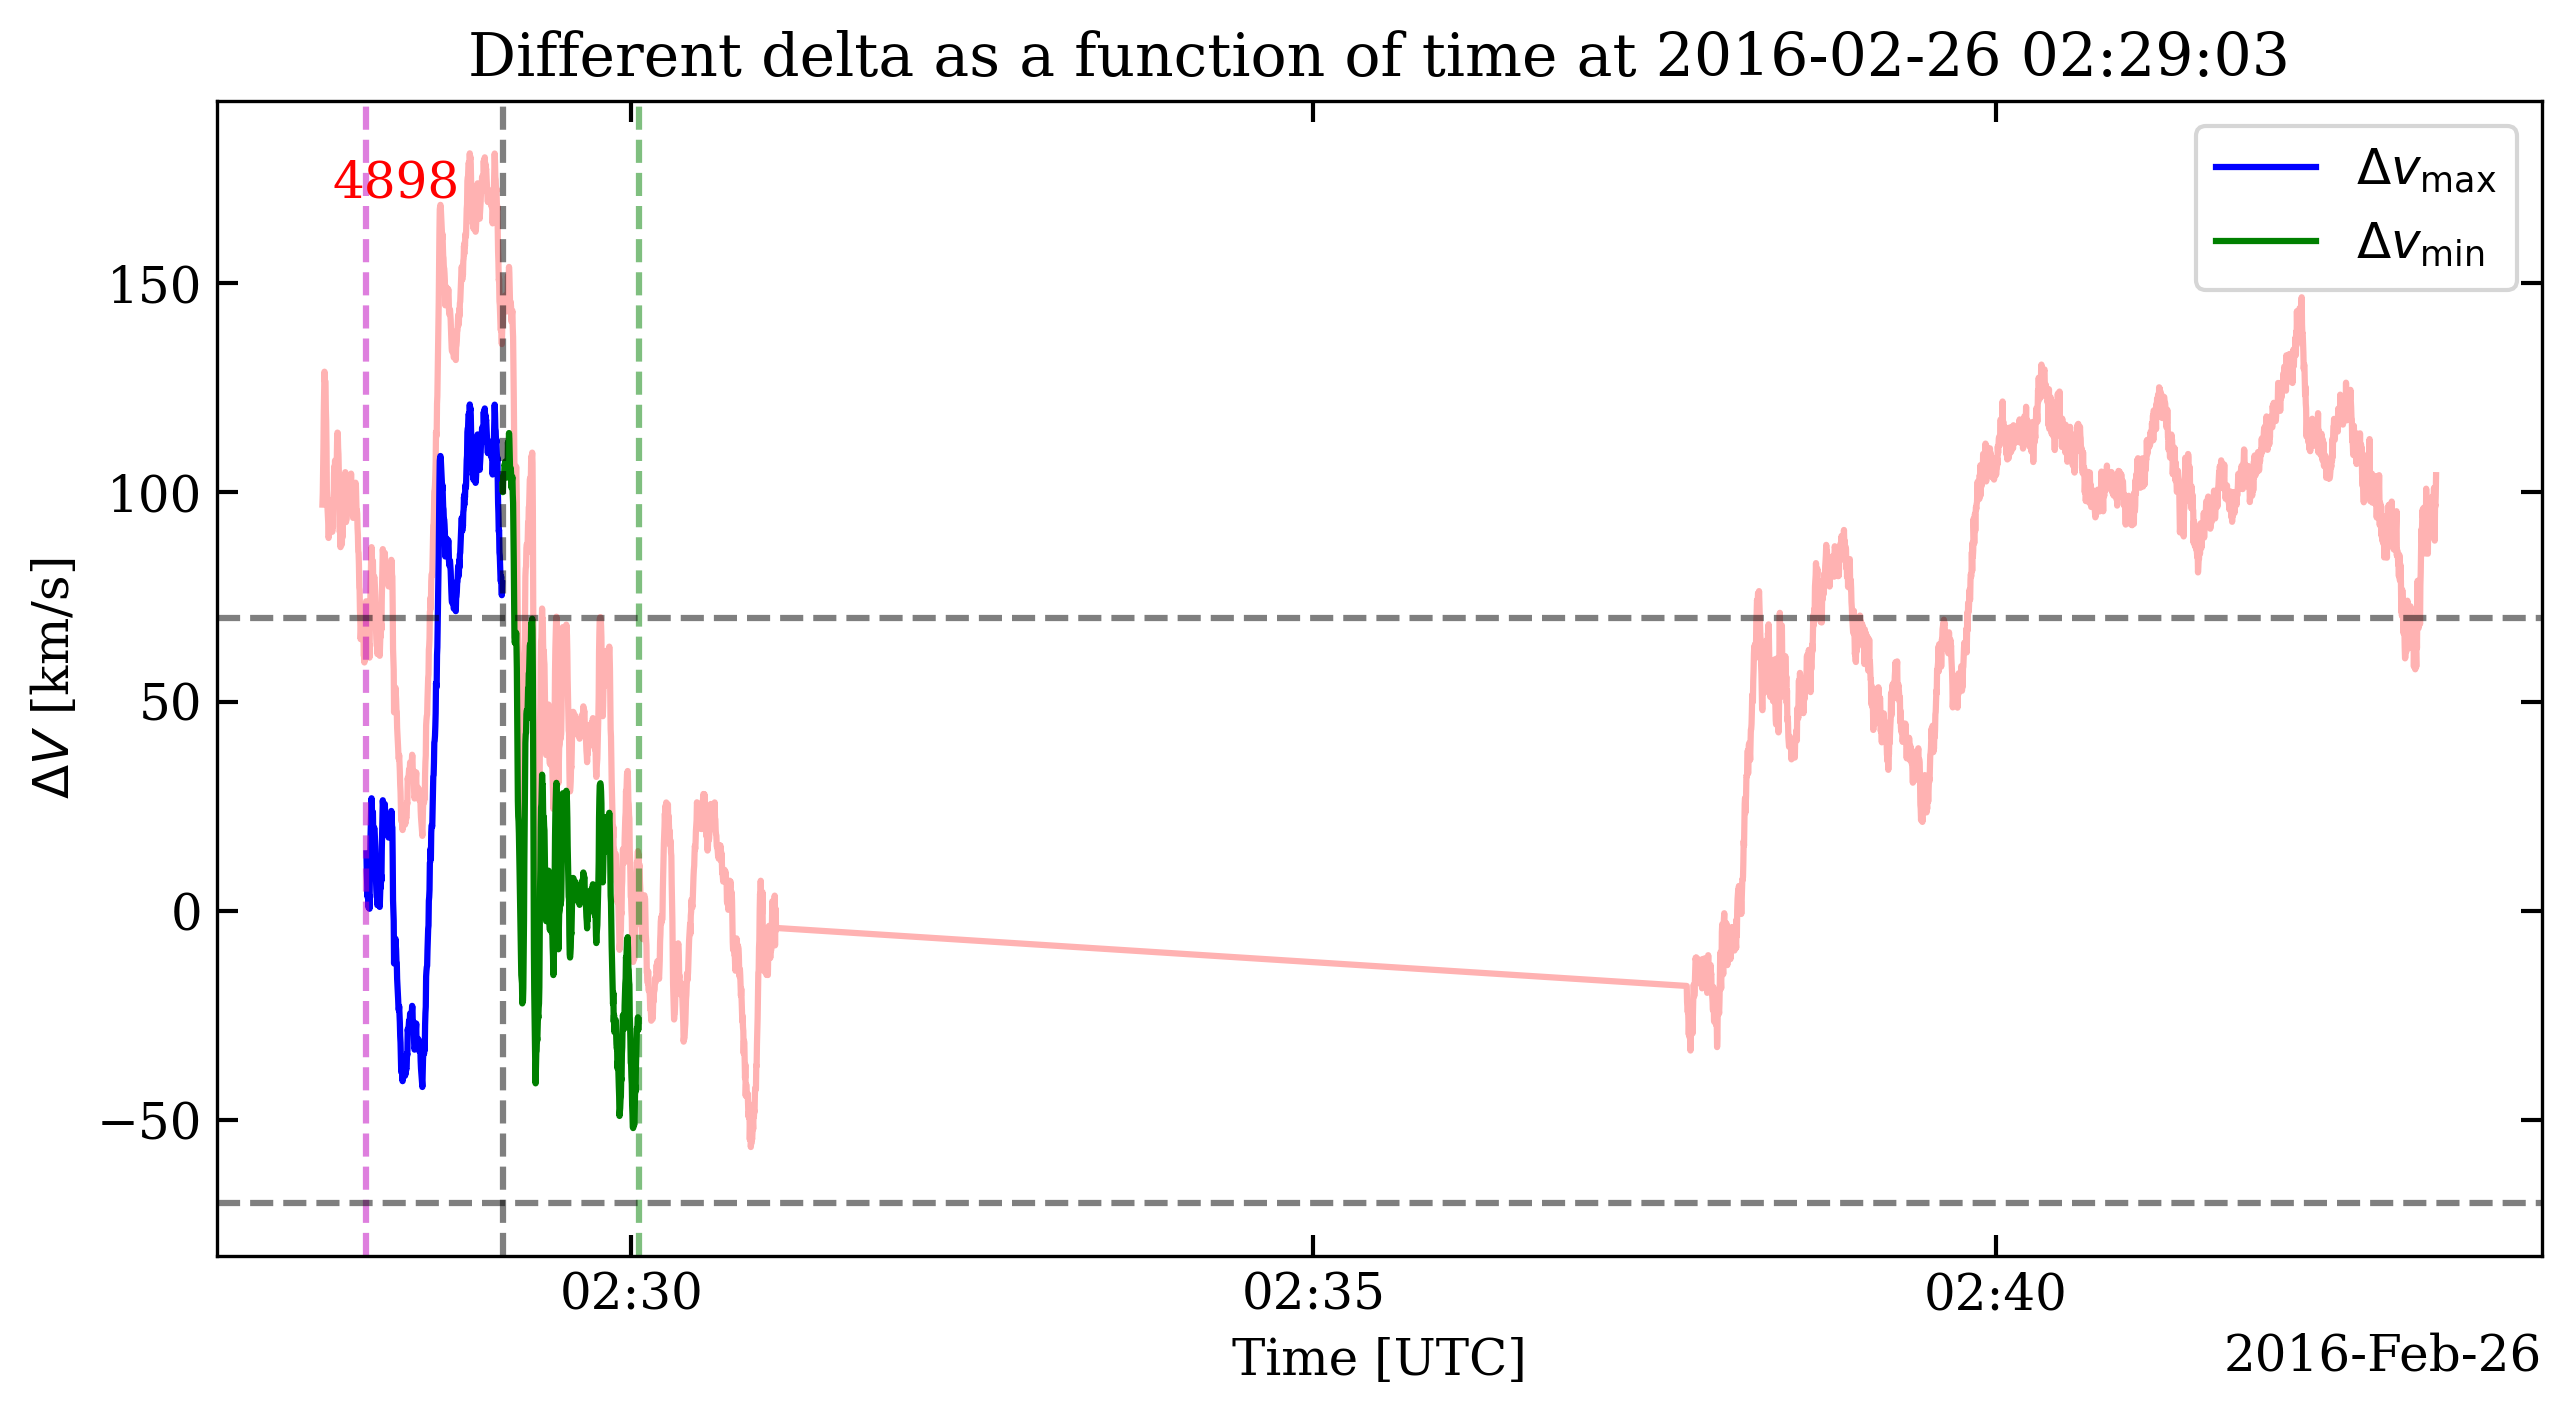 Different delta as a function of time at 2016-02-26 02:29:03
4898
Δv_max
Δv_min
150
100
50
0
−50
ΔV [km/s]
02:30
02:35
02:40
Time [UTC]
2016-Feb-26